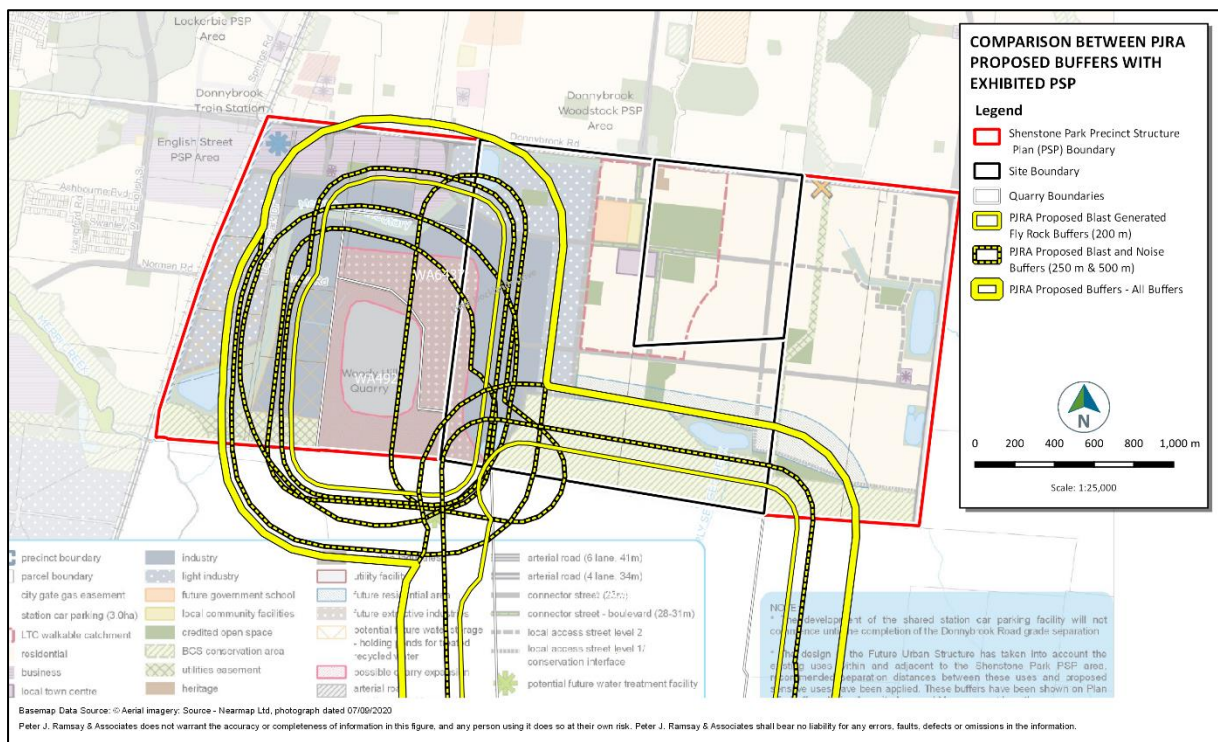 Lockerbie PSP
Area
Springs Rd
Donnybrook
Train Station
English Street
PSP Area
Donnybrook
Woodstock PSP
Area
Donnybrook Rd
Norman Rd
WA6437
WA492
Woody Hill
Quarry
COMPARISON BETWEEN PJRA
PROPOSED BUFFERS WITH
EXHIBITED PSP
Legend
Shenstone Park Precinct Structure
Plan (PSP) Boundary
Site Boundary
Quarry Boundaries
PJRA Proposed Blast Generated
Fly Rock Buffers (200 m)
PJRA Proposed Blast and Noise
Buffers (250 m & 500 m)
PJRA Proposed Buffers - All Buffers
N
0 200 400 600 800 1,000 m
Scale: 1:25,000
precinct boundary
parcel boundary
city gate gas easement
station car parking (3.0ha)
LTC walkable catchment
residential
business
local town centre
industry
light industry
future government school
local community facilities
credited open space
BCS conservation area
utilities easement
heritage
utility facility
future residential area
future extractive industries
potential future water storage
- holding ponds for treated
recycled water
possible quarry expansion
arterial road
arterial road (6 lane, 41m)
arterial road (4 lane, 34m)
connector street (25m)
connector street - boulevard (28-31m)
local access street level 2
local access street level 1/
conservation interface
potential future water treatment facility
NOTE
* The development of the shared station car parking facility will not
commence until the completion of the Donnybrook Road grade separation
* The design of the Future Urban Structure has taken into account the
existing uses within and adjacent to the Shenstone Park PSP area,
recommended separation distances between these uses and proposed
sensitive uses have been applied. These buffers have been shown on Plan
Basemap Data Source: © Aerial imagery: Source - Nearmap Ltd, photograph dated 07/09/2020
Peter J. Ramsay & Associates does not warrant the accuracy or completeness of information in this figure, and any person using it does so at their own risk. Peter J. Ramsay & Associates shall bear no liability for any errors, faults, defects or omissions in the information.